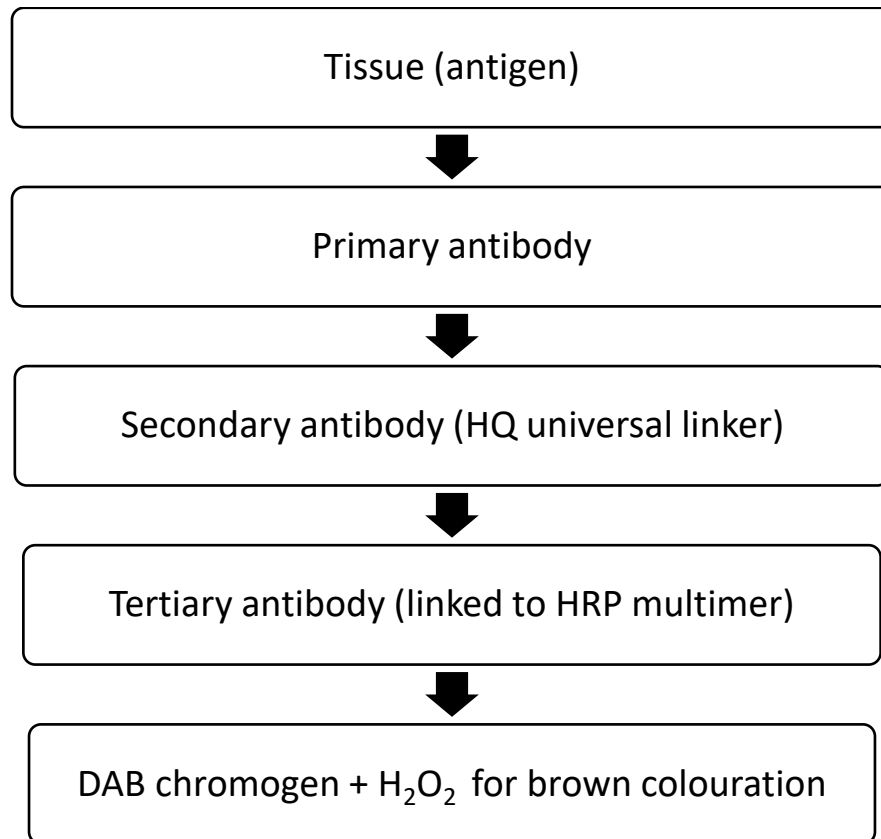 Tissue (antigen)
Primary antibody
Secondary antibody (HQ universal linker)
Tertiary antibody (linked to HRP multimer)
DAB chromogen + H₂O₂ for brown colouration